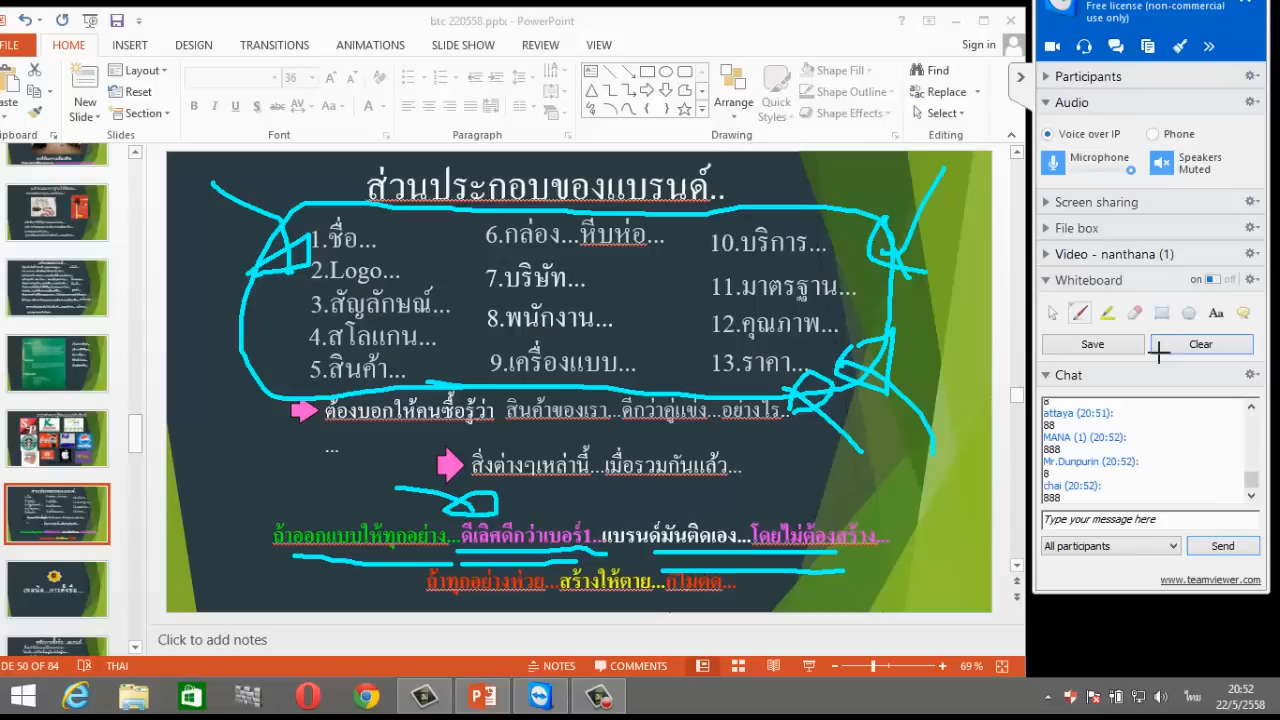 btc 220558.pptx - PowerPoint
Free license (non-commercial
use only)
FILE HOME INSERT DESIGN TRANSITIONS ANIMATIONS SLIDE SHOW REVIEW VIEW
Sign in
New
Slide
Layout
Reset
Section
36
B I U S abc AV Aa A
Arrange
Quick
Styles
Shape Fill
Shape Outline
Shape Effects
Find
Replace
Select
Slides Font Paragraph Drawing Editing
Participants
Audio
Voice over IP
Phone
Microphone
Speakers
Muted
Screen sharing
File box
Video - nanthana (1)
Whiteboard
on off
Aa
Save
Clear
Chat
8
attaya (20:51):
88
MANA (1) (20:52):
888
Mr.Dunpurin (20:52):
8
chai (20:52):
888
Type your message here
All participants
Send
www.teamviewer.com
ส่วนประกอบของแบรนด์..
1.ชื่อ...
2.Logo...
3.สัญลักษณ์...
4.สโลแกน...
5.สินค้า...
6.กล่อง...หีบห่อ...
7.บริษัท...
8.พนักงาน...
9.เครื่องแบบ...
10.บริการ...
11.มาตรฐาน...
12.คุณภาพ...
13.ราคา...
ต้องบอกให้คนซื้อรู้ว่า สินค้าของเรา...ดีกว่าคู่แข่ง...อย่างไร..
...
สิ่งต่างๆเหล่านี้...เมื่อรวมกันแล้ว...
ถ้าออกแบบให้ทุกอย่าง...ดีเลิศดีกว่าเบอร์1..แบรนด์มันติดเอง...โดยไม่ต้องสร้าง...
ถ้าทุกอย่างห่วย...สร้างให้ตาย...ก็ไม่ติด...
Click to add notes
DE 50 OF 84
THAI
NOTES
COMMENTS
69 %
ไทย
20:52
22/5/2558